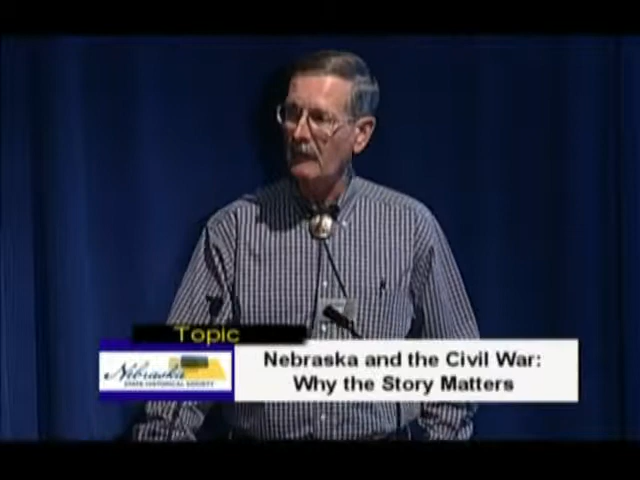 Topic
Nebraska
STATE HISTORICAL SOCIETY
Nebraska and the Civil War:
Why the Story Matters